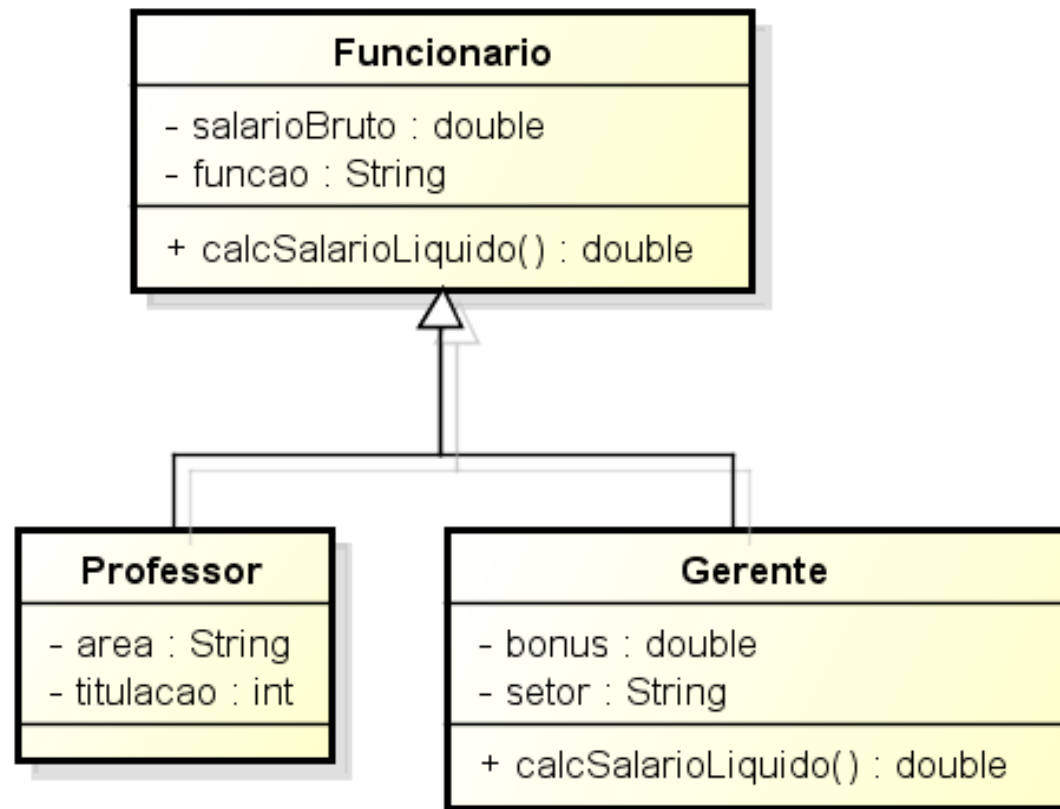 Funcionario
- salarioBruto : double
- funcao : String
+ calcSalarioLiquido() : double
Professor
- area : String
- titulacao : int
Gerente
- bonus : double
- setor : String
+ calcSalarioLiquido() : double